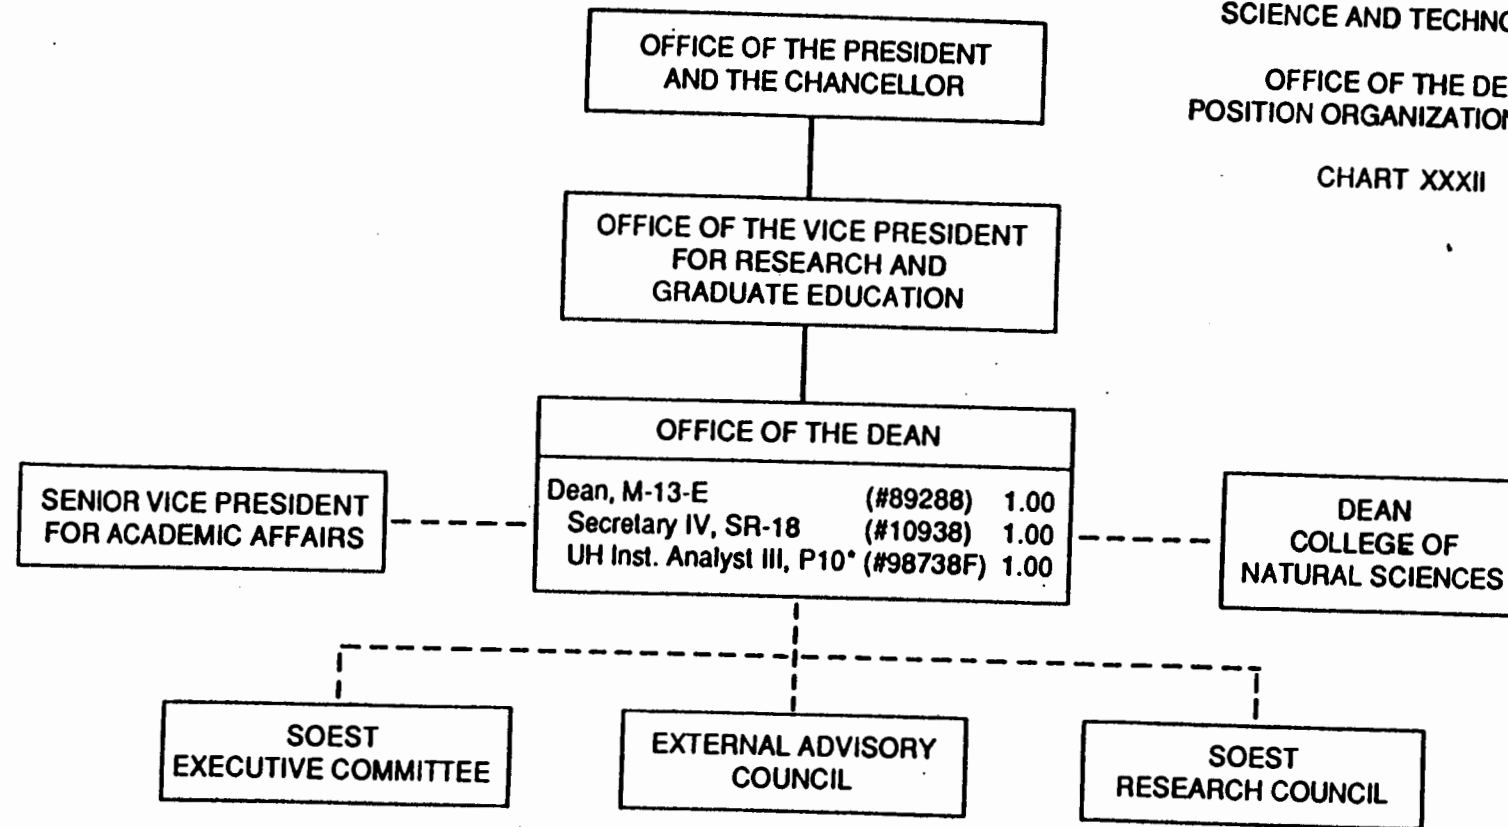 SCIENCE AND TECHNO
OFFICE OF THE DE
POSITION ORGANIZATION
CHART XXXII
OFFICE OF THE PRESIDENT
AND THE CHANCELLOR
OFFICE OF THE VICE PRESIDENT
FOR RESEARCH AND
GRADUATE EDUCATION
OFFICE OF THE DEAN
Dean, M-13-E (#89288) 1.00
Secretary IV, SR-18 (#10938) 1.00
UH Inst. Analyst III, P10* (#98738F) 1.00
SENIOR VICE PRESIDENT
FOR ACADEMIC AFFAIRS
DEAN
COLLEGE OF
NATURAL SCIENCES
SOEST
EXECUTIVE COMMITTEE
EXTERNAL ADVISORY
COUNCIL
SOEST
RESEARCH COUNCIL